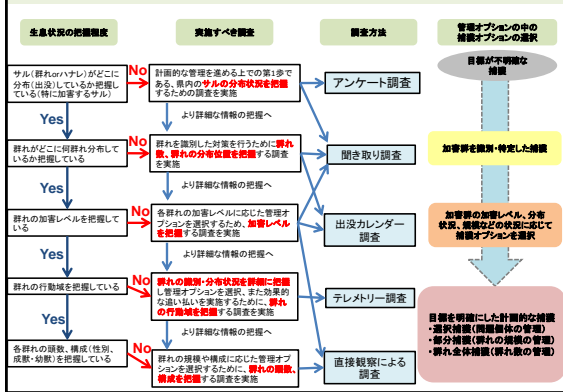 生息状況の把握程度
実施すべき調査
調査方法
管理オプションの中の
捕獲オプションの選択
サル(群れorハナレ)がどこに
分布(出没)しているか把握し
ている(特に加害するサル)
No
計画的な管理を進める上での第1歩で
ある、県内のサルの分布状況を把握す
るための調査を実施
アンケート調査
目標が不明確な
捕獲
Yes
より詳細な情報の把握へ
群れがどこに何群れ分布して
いるか把握している
No
群れを識別した対策を行うために群れ
数、群れの分布位置を把握する調査
を実施
聞き取り調査
加害群を識別・特定した捕獲
Yes
より詳細な情報の把握へ
群れの加害レベルを把握して
いる
No
各群れの加害レベルに応じた管理オ
プションを選択するため、加害レベル
を把握する調査を実施
出没カレンダー
調査
加害群の加害レベル、分布
状況、規模などの状況に応じて
捕獲オプションを選択
Yes
より詳細な情報の把握へ
群れの行動域を把握している
No
群れの識別・分布状況を詳細に把握
し管理オプションを選択、また効果的
な追い払いを実施するために、群れ
の行動域を把握する調査を実施
テレメトリー調査
目標を明確にした計画的な捕獲
・選択捕獲(問題個体の管理)
・部分捕獲(群れの規模の管理)
・群れ全体捕獲(群れ数の管理)
Yes
より詳細な情報の把握へ
各群れの頭数、構成(性別、
成獣・幼獣)を把握している
No
群れの規模や構成に応じた管理オプ
ションを選択するために、群れの頭数、
構成を把握する調査を実施
直接観察による
調査